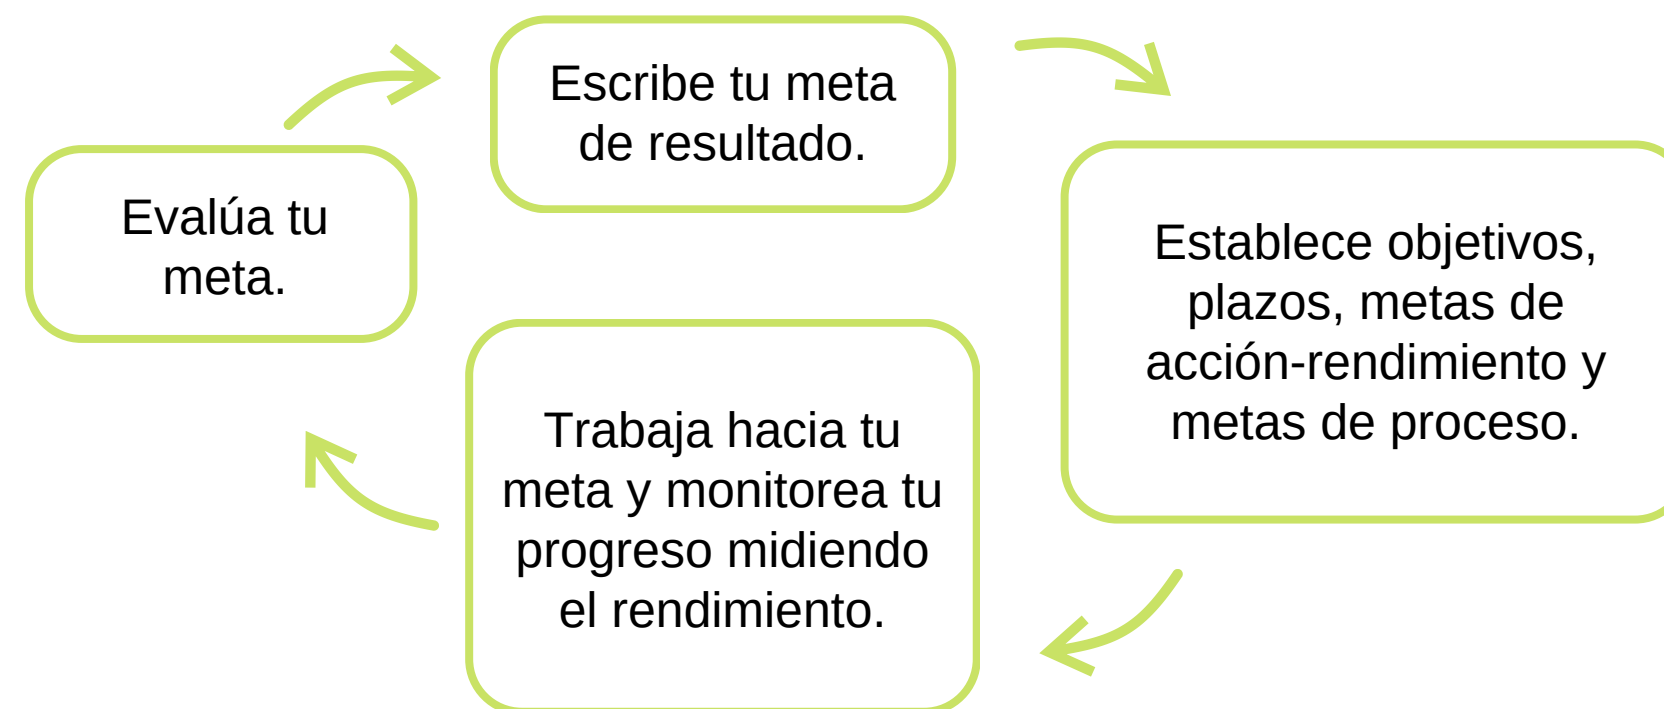 Escribe tu meta
de resultado.
Evalúa tu
meta.
Establece objetivos,
plazos, metas de
acción-rendimiento y
metas de proceso.
Trabaja hacia tu
meta y monitorea tu
progreso midiendo
el rendimiento.